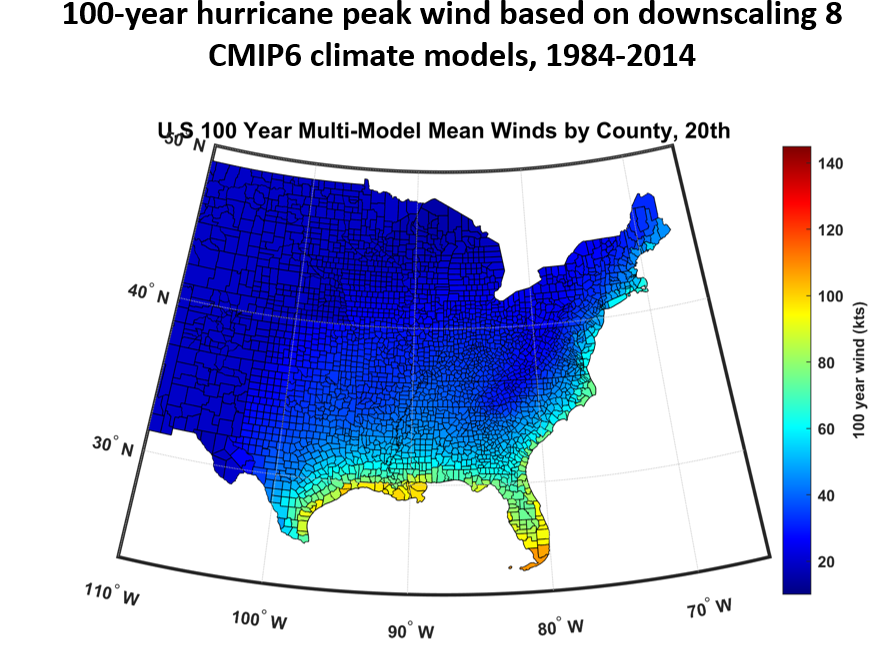 100-year hurricane peak wind based on downscaling 8
CMIP6 climate models, 1984-2014
U.S 100 Year Multi-Model Mean Winds by County, 20th
50° N
40° N
30° N
110° W
100° W
90° W
80° W
70° W
140
120
100
80
60
40
20
100 year wind (kts)